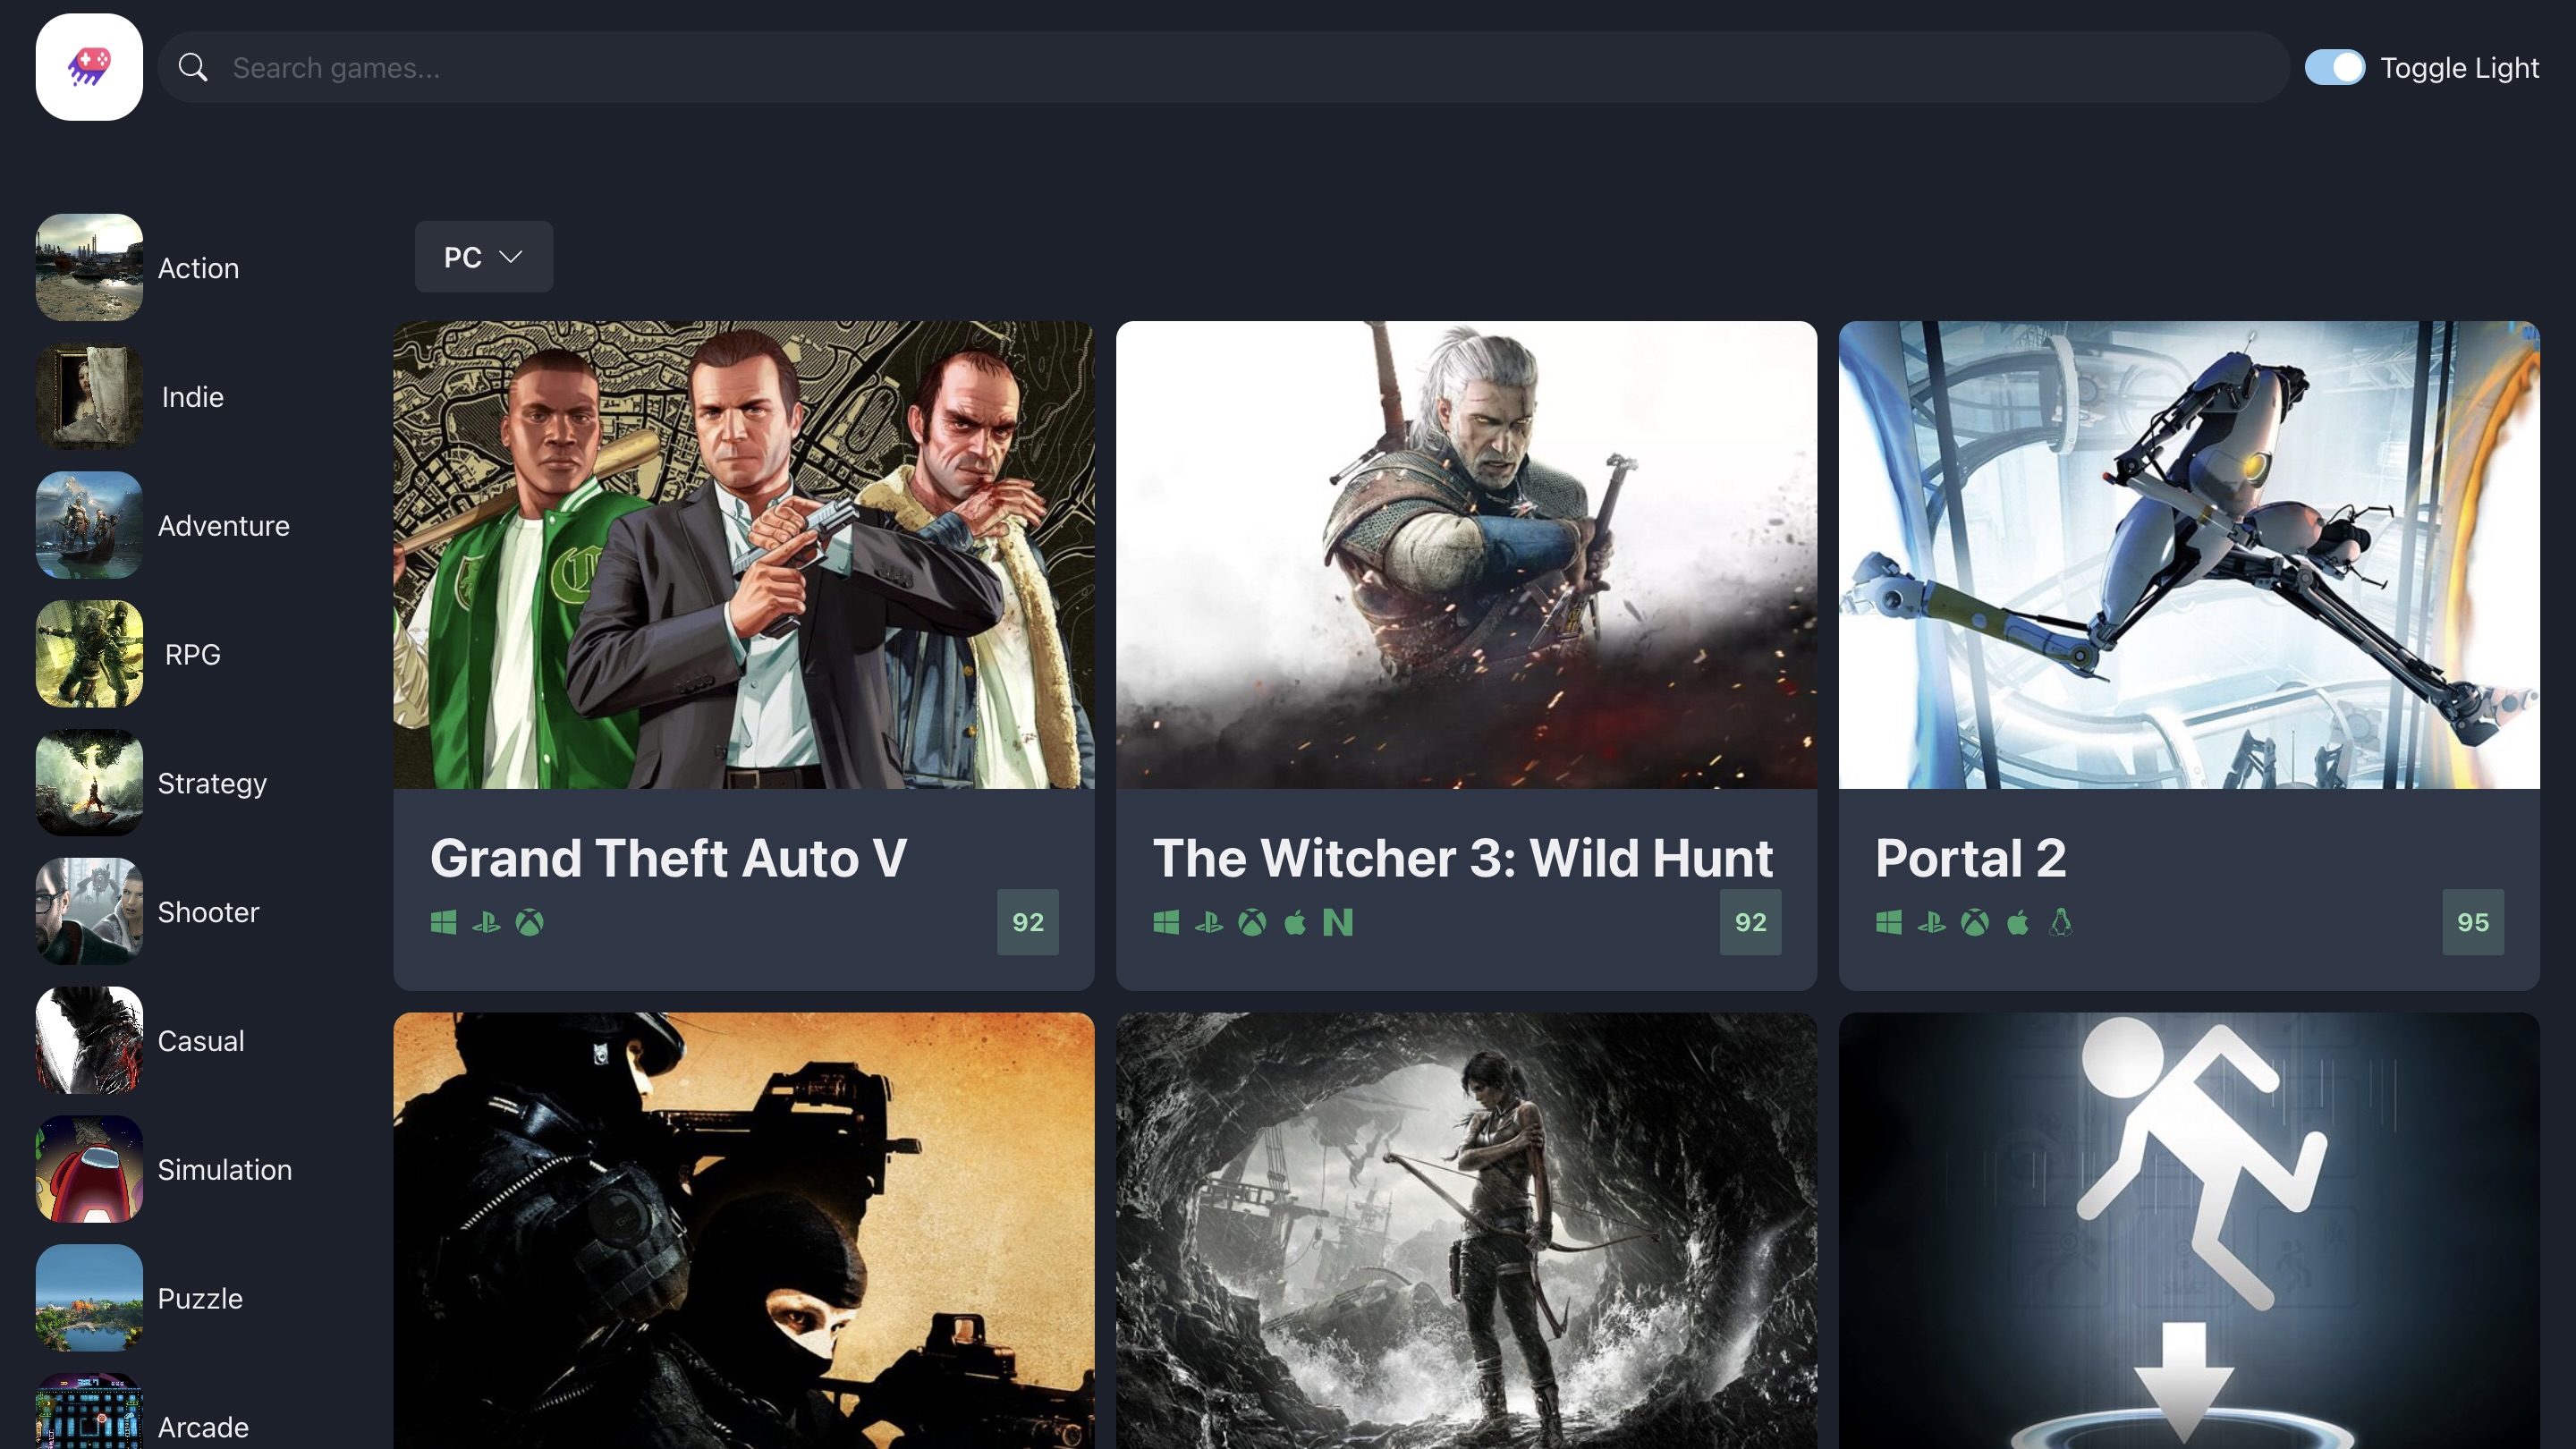 Search games...
Toggle Light
Action
Indie
Adventure
RPG
Strategy
Shooter
Casual
Simulation
Puzzle
Arcade
PC
Grand Theft Auto V
92
The Witcher 3: Wild Hunt
92
Portal 2
95